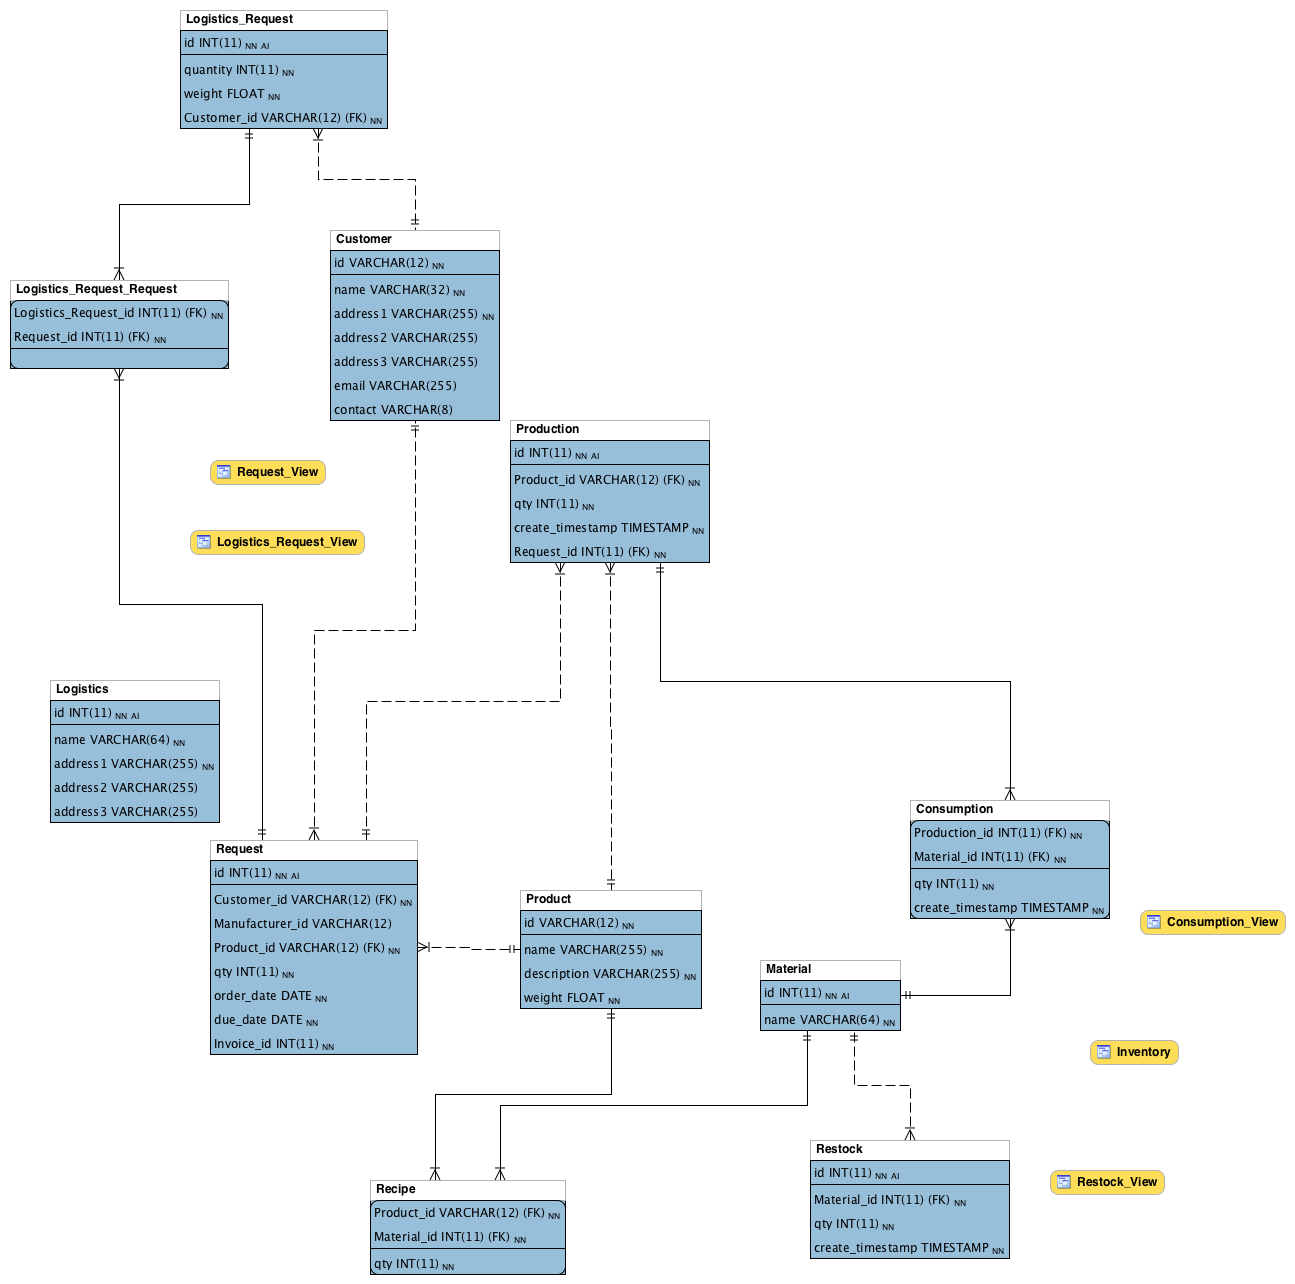 Logistics_Request
id INT(11) NN AI
quantity INT(11) NN
weight FLOAT NN
Customer_id VARCHAR(12) (FK) NN
Customer
id VARCHAR(12) NN
name VARCHAR(32) NN
address1 VARCHAR(255) NN
address2 VARCHAR(255)
address3 VARCHAR(255)
email VARCHAR(255)
contact VARCHAR(8)
Logistics_Request_Request
Logistics_Request_id INT(11) (FK) NN
Request_id INT(11) (FK) NN
Production
id INT(11) NN AI
Product_id VARCHAR(12) (FK) NN
qty INT(11) NN
create_timestamp TIMESTAMP NN
Request_id INT(11) (FK) NN
Request_View
Logistics_Request_View
Logistics
id INT(11) NN AI
name VARCHAR(64) NN
address1 VARCHAR(255) NN
address2 VARCHAR(255)
address3 VARCHAR(255)
Request
id INT(11) NN AI
Customer_id VARCHAR(12) (FK) NN
Manufacturer_id VARCHAR(12)
Product_id VARCHAR(12) (FK) NN
qty INT(11) NN
order_date DATE NN
due_date DATE NN
Invoice_id INT(11) NN
Product
id VARCHAR(12) NN
name VARCHAR(255) NN
description VARCHAR(255) NN
weight FLOAT NN
Consumption
Production_id INT(11) (FK) NN
Material_id INT(11) (FK) NN
qty INT(11) NN
create_timestamp TIMESTAMP NN
Consumption_View
Material
id INT(11) NN AI
name VARCHAR(64) NN
Inventory
Restock
id INT(11) NN AI
Material_id INT(11) (FK) NN
qty INT(11) NN
create_timestamp TIMESTAMP NN
Restock_View
Recipe
Product_id VARCHAR(12) (FK) NN
Material_id INT(11) (FK) NN
qty INT(11) NN